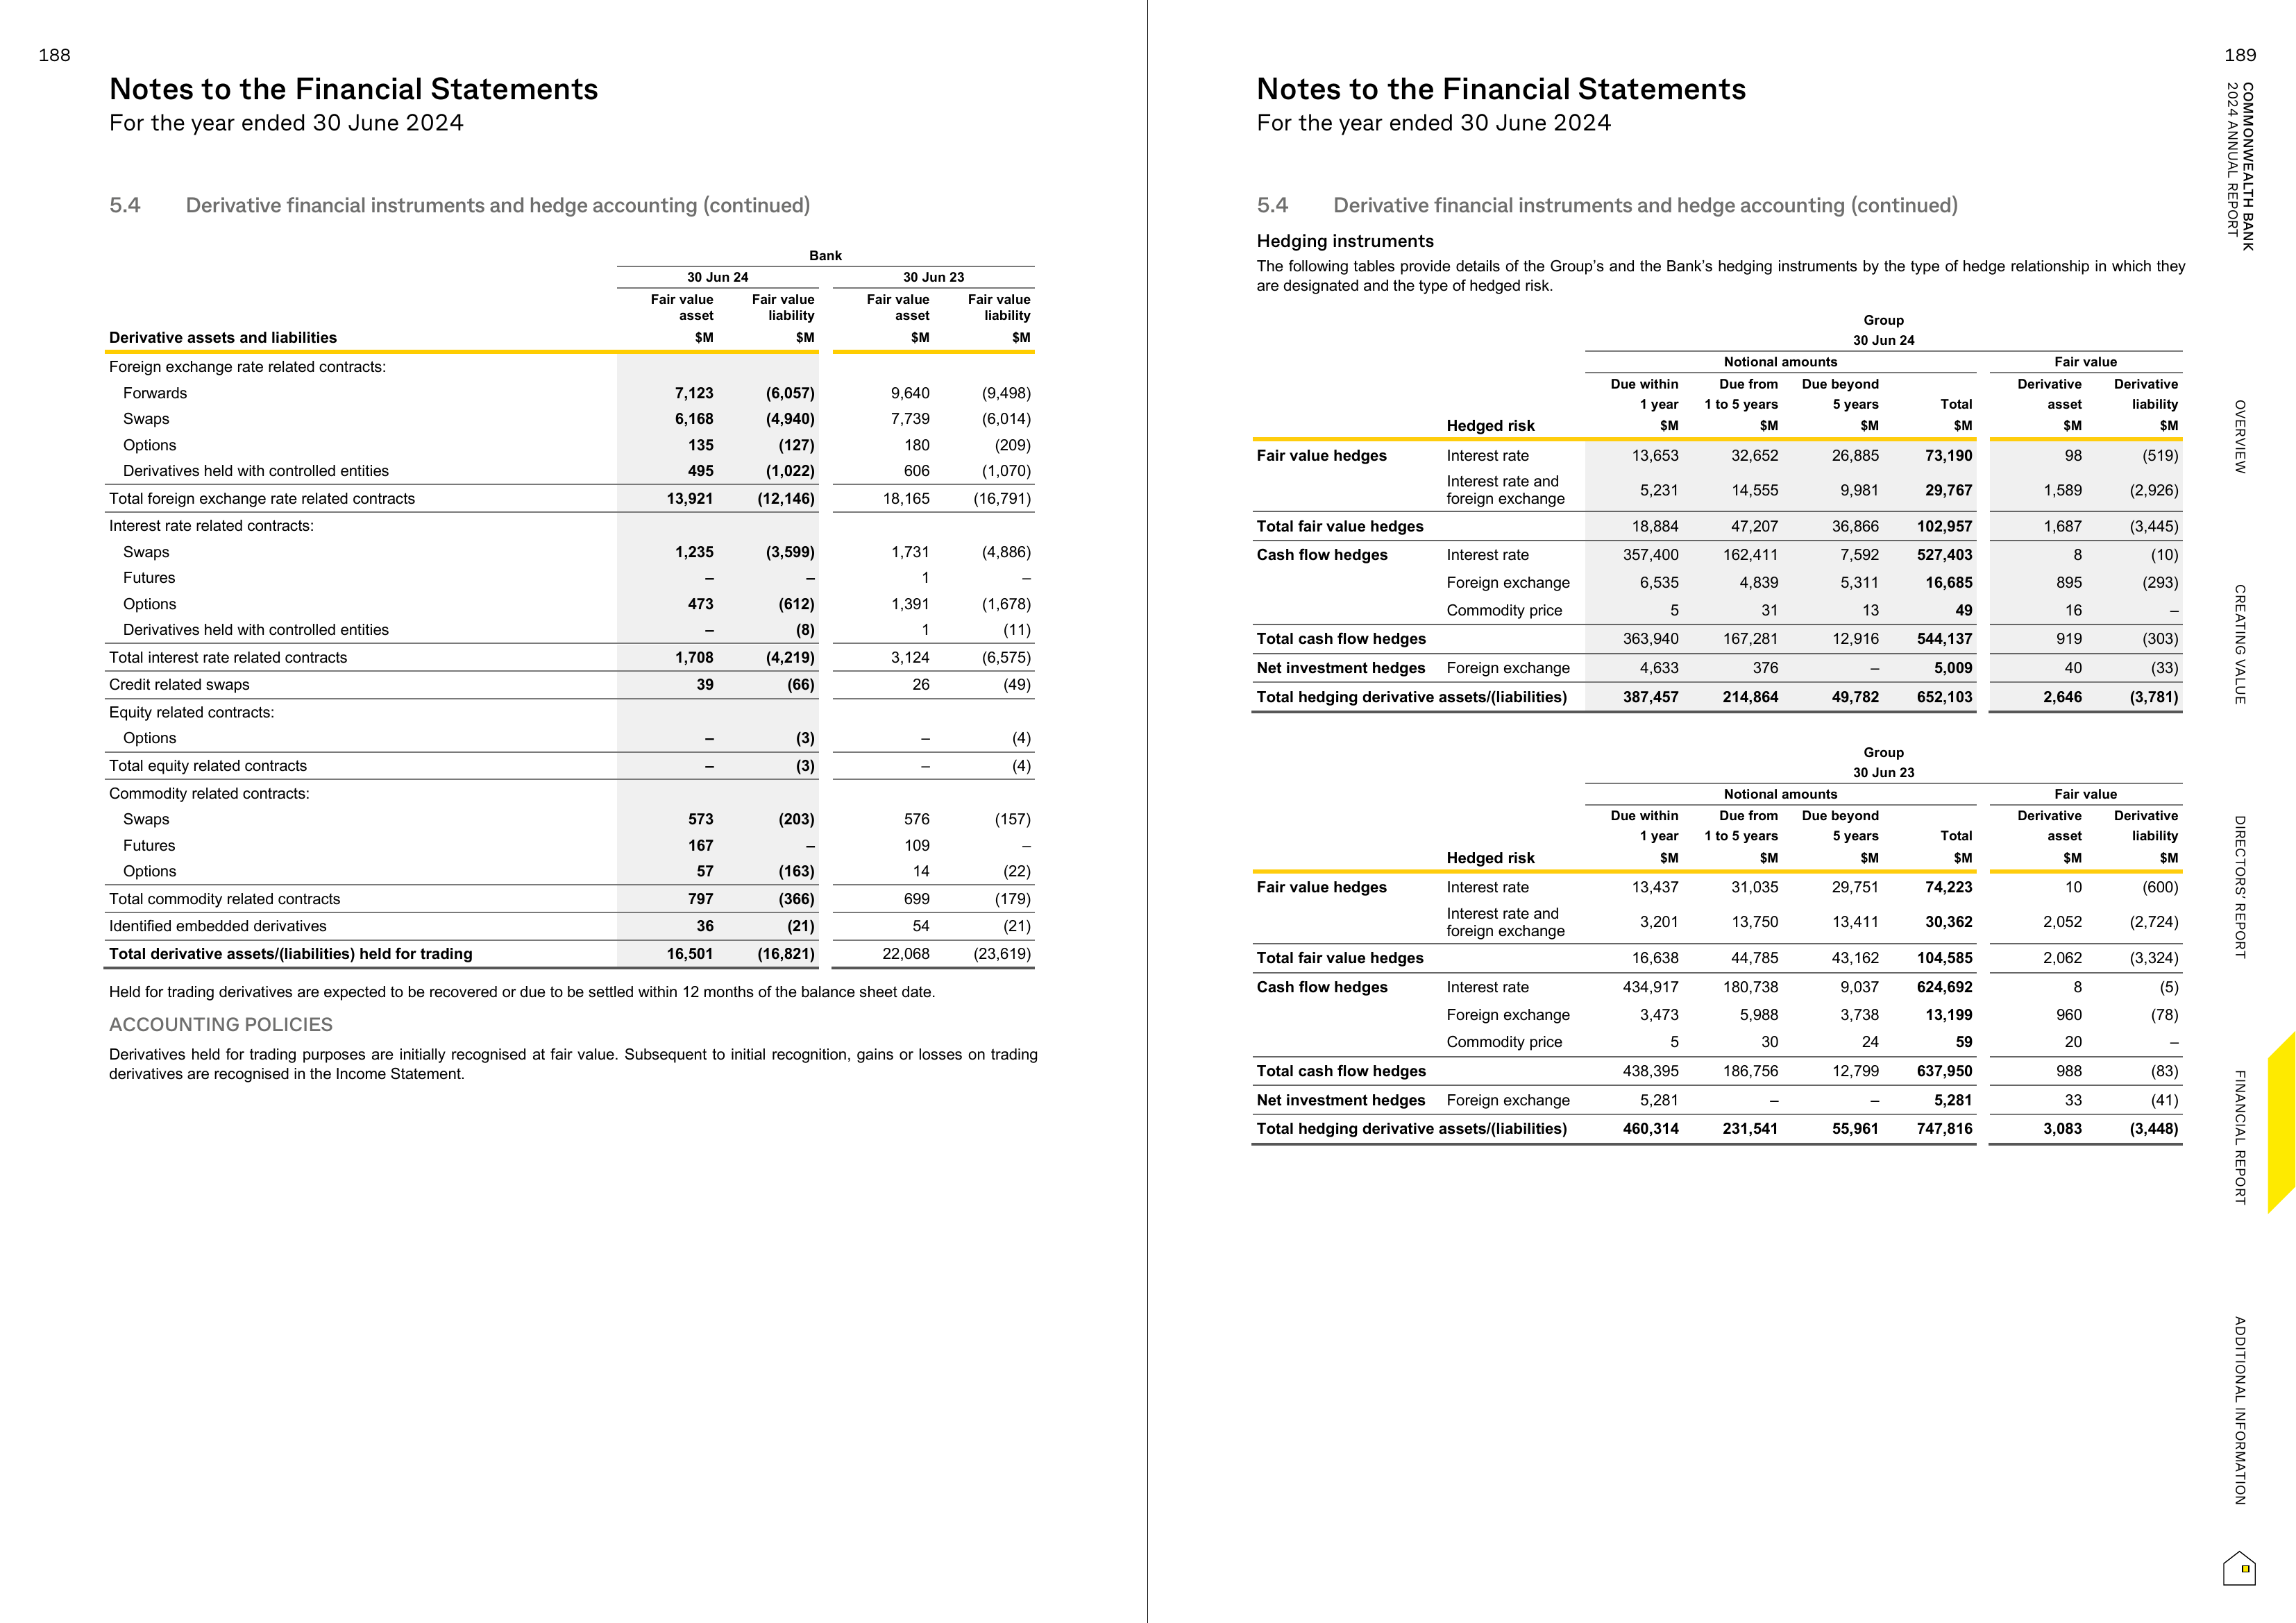 188
Notes to the Financial Statements
For the year ended 30 June 2024
5.4 Derivative financial instruments and hedge accounting (continued)
Bank
30 Jun 24 30 Jun 23
Fair value Fair value Fair value Fair value
asset liability asset liability
Derivative assets and liabilities $M $M $M $M
Foreign exchange rate related contracts:
Forwards 7,123 (6,057) 9,640 (9,498)
Swaps 6,168 (4,940) 7,739 (6,014)
Options 135 (127) 180 (209)
Derivatives held with controlled entities 495 (1,022) 606 (1,070)
Total foreign exchange rate related contracts 13,921 (12,146) 18,165 (16,791)
Interest rate related contracts:
Swaps 1,235 (3,599) 1,731 (4,886)
Futures – – 1 –
Options 473 (612) 1,391 (1,678)
Derivatives held with controlled entities – (8) 1 (11)
Total interest rate related contracts 1,708 (4,219) 3,124 (6,575)
Credit related swaps 39 (66) 26 (49)
Equity related contracts:
Options – (3) – (4)
Total equity related contracts – (3) – (4)
Commodity related contracts:
Swaps 573 (203) 576 (157)
Futures 167 – 109 –
Options 57 (163) 14 (22)
Total commodity related contracts 797 (366) 699 (179)
Identified embedded derivatives 36 (21) 54 (21)
Total derivative assets/(liabilities) held for trading 16,501 (16,821) 22,068 (23,619)
Held for trading derivatives are expected to be recovered or due to be settled within 12 months of the balance sheet date.
ACCOUNTING POLICIES
Derivatives held for trading purposes are initially recognised at fair value. Subsequent to initial recognition, gains or losses on trading
derivatives are recognised in the Income Statement.
189
Notes to the Financial Statements
For the year ended 30 June 2024
5.4 Derivative financial instruments and hedge accounting (continued)
Hedging instruments
The following tables provide details of the Group's and the Bank's hedging instruments by the type of hedge relationship in which they
are designated and the type of hedged risk.
Group
30 Jun 24
Notional amounts Fair value
Due within Due from Due beyond Derivative Derivative
1 year 1 to 5 years 5 years Total asset liability
Hedged risk $M $M $M $M $M $M
Fair value hedges Interest rate 13,653 32,652 26,885 73,190 98 (519)
Interest rate and
foreign exchange 5,231 14,555 9,981 29,767 1,589 (2,926)
Total fair value hedges 18,884 47,207 36,866 102,957 1,687 (3,445)
Cash flow hedges Interest rate 357,400 162,411 7,592 527,403 8 (10)
Foreign exchange 6,535 4,839 5,311 16,685 895 (293)
Commodity price 5 31 13 49 16 –
Total cash flow hedges 363,940 167,281 12,916 544,137 919 (303)
Net investment hedges Foreign exchange 4,633 376 – 5,009 40 (33)
Total hedging derivative assets/(liabilities) 387,457 214,864 49,782 652,103 2,646 (3,781)
Group
30 Jun 23
Notional amounts Fair value
Due within Due from Due beyond Derivative Derivative
1 year 1 to 5 years 5 years Total asset liability
Hedged risk $M $M $M $M $M $M
Fair value hedges Interest rate 13,437 31,035 29,751 74,223 10 (600)
Interest rate and
foreign exchange 3,201 13,750 13,411 30,362 2,052 (2,724)
Total fair value hedges 16,638 44,785 43,162 104,585 2,062 (3,324)
Cash flow hedges Interest rate 434,917 180,738 9,037 624,692 8 (5)
Foreign exchange 3,473 5,988 3,738 13,199 960 (78)
Commodity price 5 30 24 59 20 –
Total cash flow hedges 438,395 186,756 12,799 637,950 988 (83)
Net investment hedges Foreign exchange 5,281 – – 5,281 33 (41)
Total hedging derivative assets/(liabilities) 460,314 231,541 55,961 747,816 3,083 (3,448)
COMMONWEALTH BANK
2024 ANNUAL REPORT
OVERVIEW
CREATING VALUE
DIRECTORS' REPORT
FINANCIAL REPORT
ADDITIONAL INFORMATION